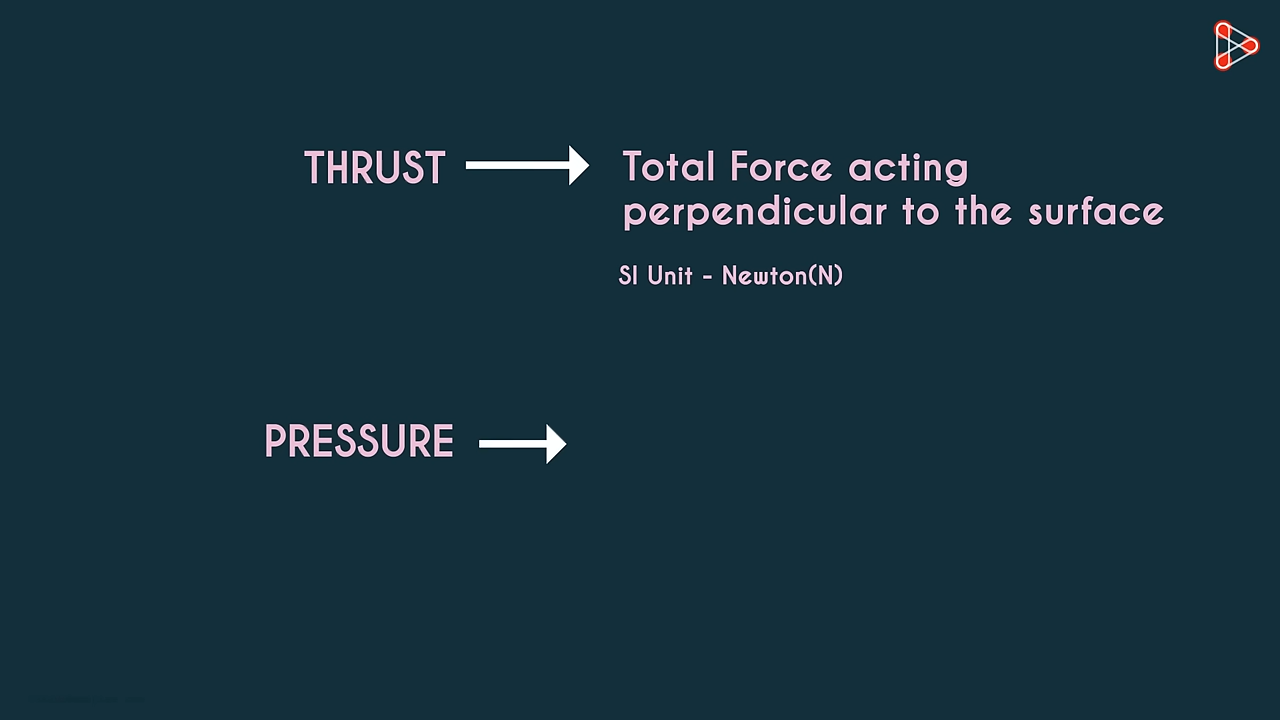 THRUST
Total Force acting
perpendicular to the surface
SI Unit - Newton(N)
PRESSURE